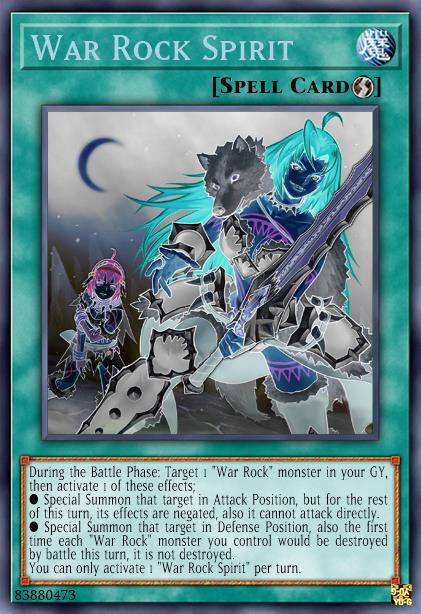 War Rock Spirit
魔
[Spell Card]
During the Battle Phase: Target 1 "War Rock" monster in your GY,
then activate 1 of these effects;
● Special Summon that target in Attack Position, but for the rest
of this turn, its effects are negated, also it cannot attack directly.
● Special Summon that target in Defense Position, also the first
time each "War Rock" monster you control would be destroyed
by battle this turn, it is not destroyed.
You can only activate 1 "War Rock Spirit" per turn.
83880473